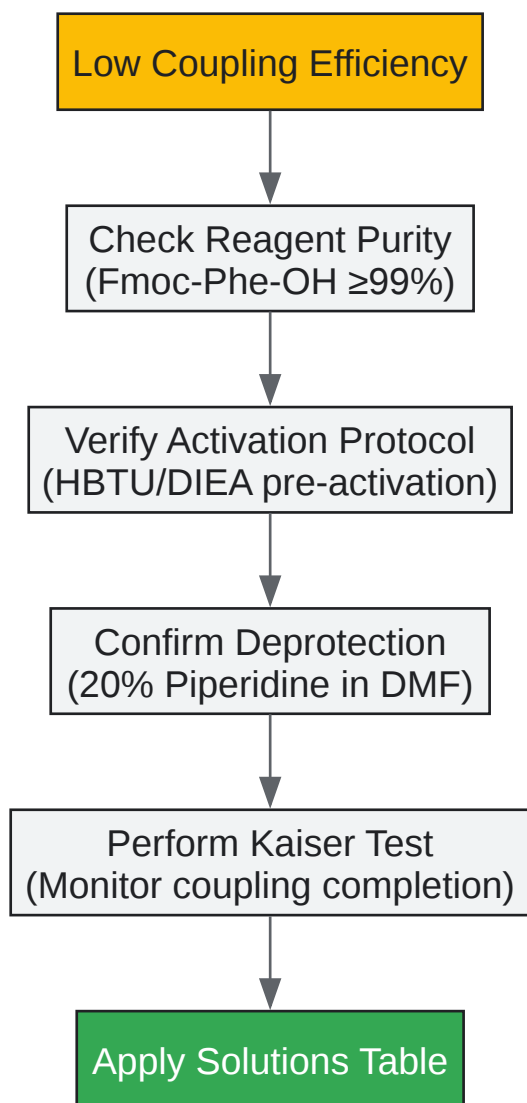 Low Coupling Efficiency
Check Reagent Purity
(Fmoc-Phe-OH ≥99%)
Verify Activation Protocol
(HBTU/DIEA pre-activation)
Confirm Deprotection
(20% Piperidine in DMF)
Perform Kaiser Test
(Monitor coupling completion)
Apply Solutions Table